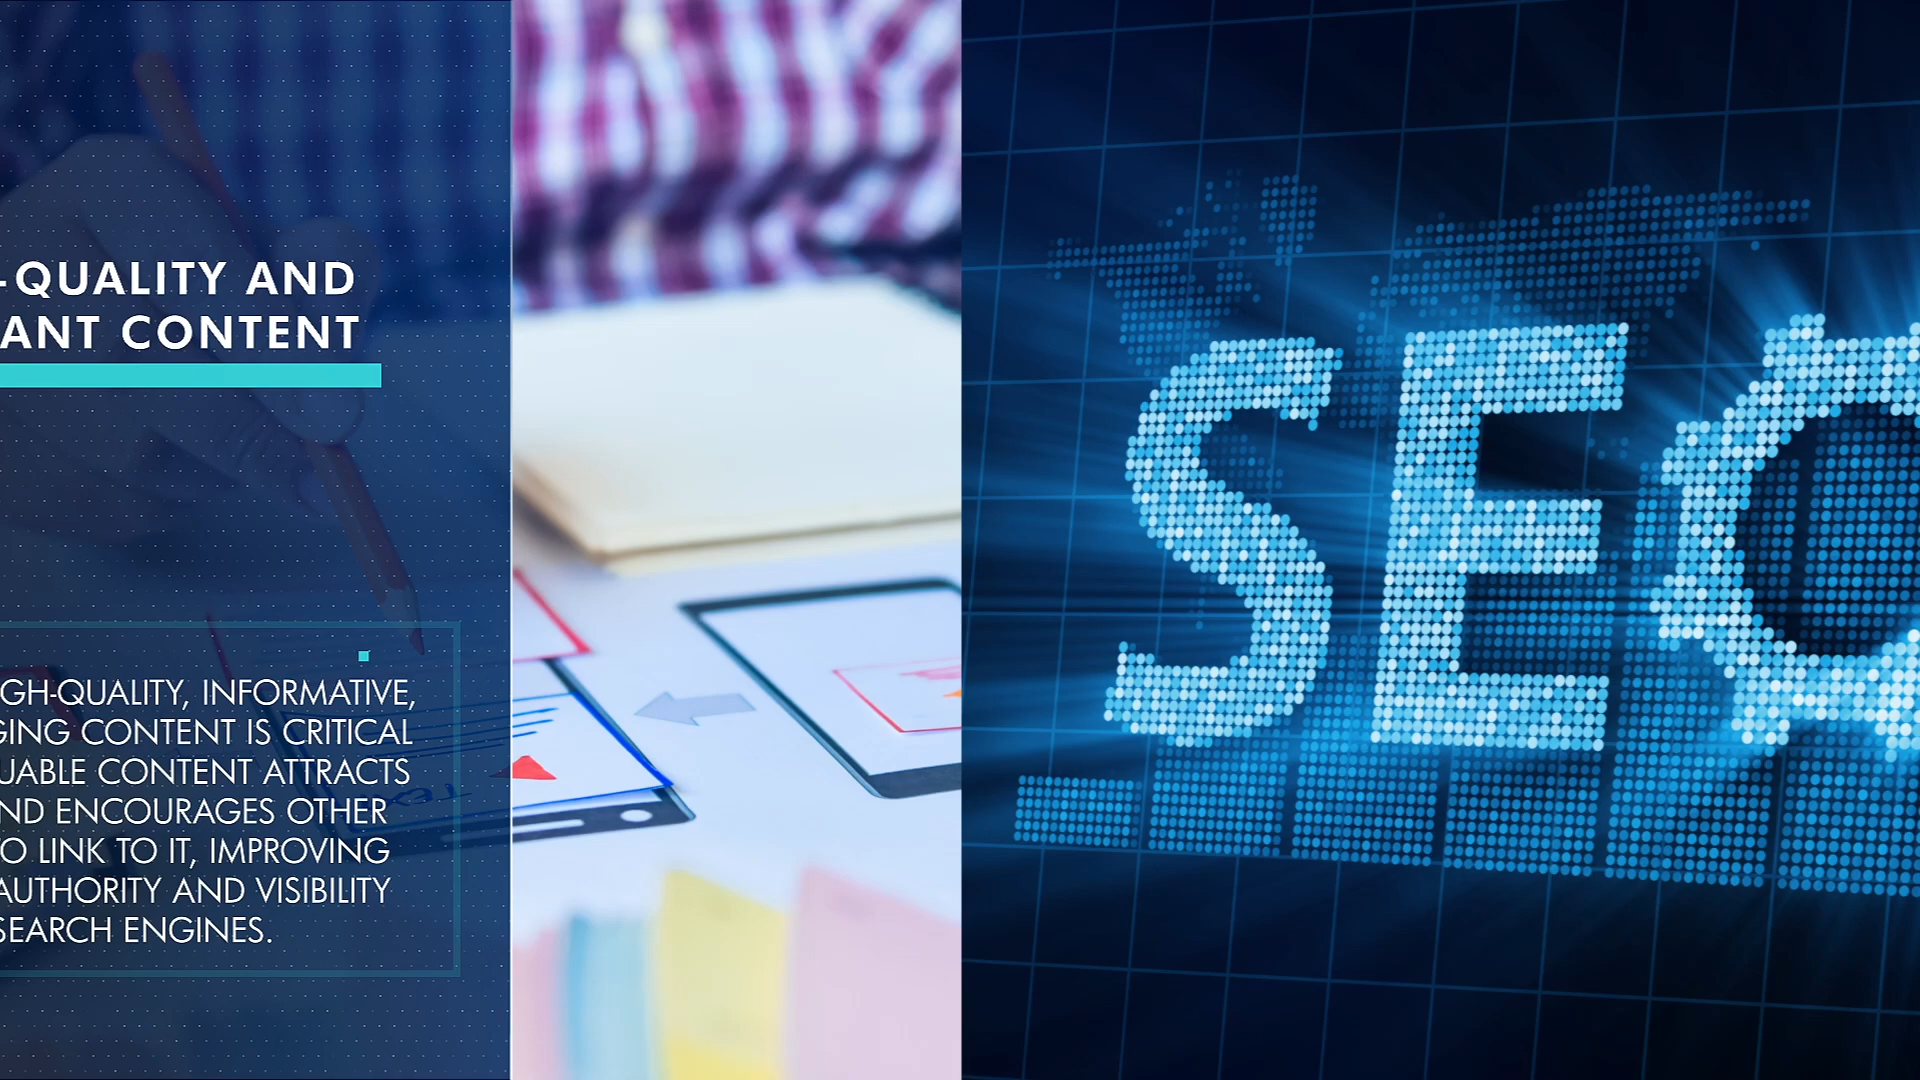 -QUALITY AND
ANT CONTENT
GH-QUALITY, INFORMATIVE,
GING CONTENT IS CRITICAL
UABLE CONTENT ATTRACTS
ND ENCOURAGES OTHER
O LINK TO IT, IMPROVING
AUTHORITY AND VISIBILITY
SEARCH ENGINES.
SEO